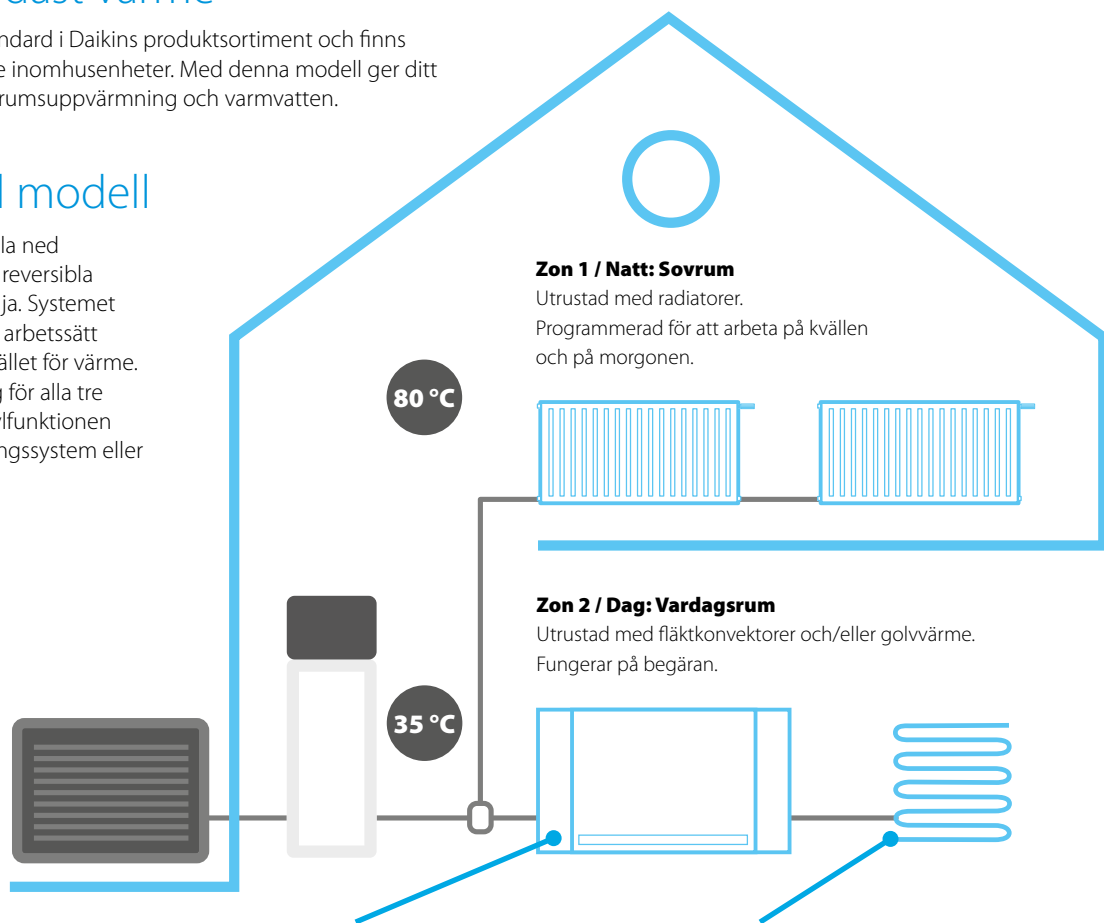 ndard i Daikins produktsortiment och finns
e inomhusenheter. Med denna modell ger ditt
rumsuppvärmning och varmvatten.
modell
la ned
reversibla
ja. Systemet
arbetssätt
ället för värme.
g för alla tre
ylfunktionen
ngssystem eller
Zon 1 / Natt: Sovrum
Utrustad med radiatorer.
Programmerad för att arbeta på kvällen
och på morgonen.
80 °C
Zon 2 / Dag: Vardagsrum
Utrustad med fläktkonvektorer och/eller golvvärme.
Fungerar på begäran.
35 °C